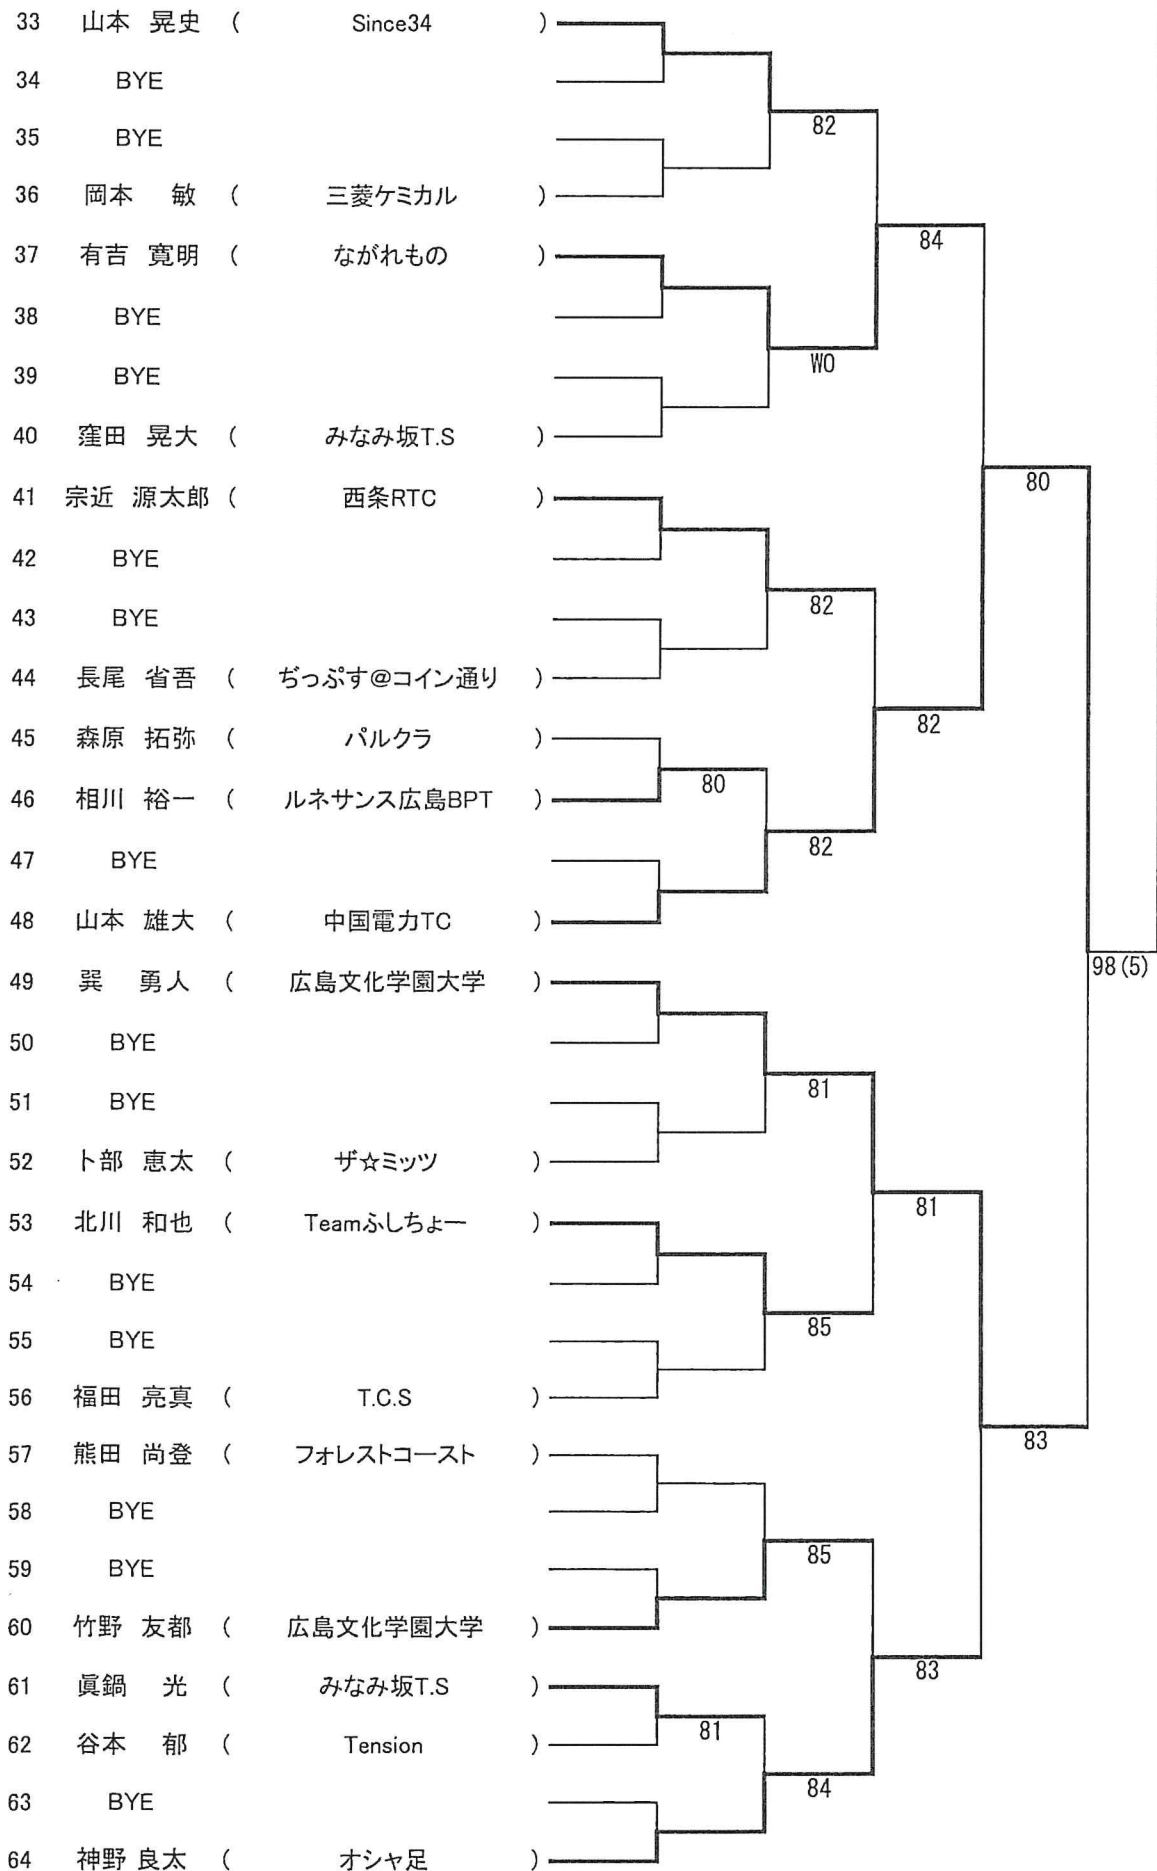 33 山本 晃史 ( Since34 )
34 BYE
82
35 BYE
36 岡本 敏 ( 三菱ケミカル )
84
37 有吉 寛明 ( ながれもの )
38 BYE
WO
39 BYE
40 窪田 晃大 ( みなみ坂T.S )
80
41 宗近 源太郎 ( 西条RTC )
42 BYE
82
43 BYE
44 長尾 省吾 ( ぢっぷす@コイン通り )
82
45 森原 拓弥 ( パルクラ )
80
46 相川 裕一 ( ルネサンス広島BPT )
82
47 BYE
48 山本 雄大 ( 中国電力TC )
98(5)
49 巽 勇人 ( 広島文化学園大学 )
50 BYE
81
51 BYE
52 卜部 恵太 ( ザ☆ミッツ )
81
53 北川 和也 ( Teamふしちょー )
54 BYE
85
55 BYE
56 福田 亮真 ( T.C.S )
83
57 熊田 尚登 ( フォレストコースト )
58 BYE
85
59 BYE
60 竹野 友都 ( 広島文化学園大学 )
83
61 眞鍋 光 ( みなみ坂T.S )
81
62 谷本 郁 ( Tension )
84
63 BYE
64 神野 良太 ( オシャ足 )